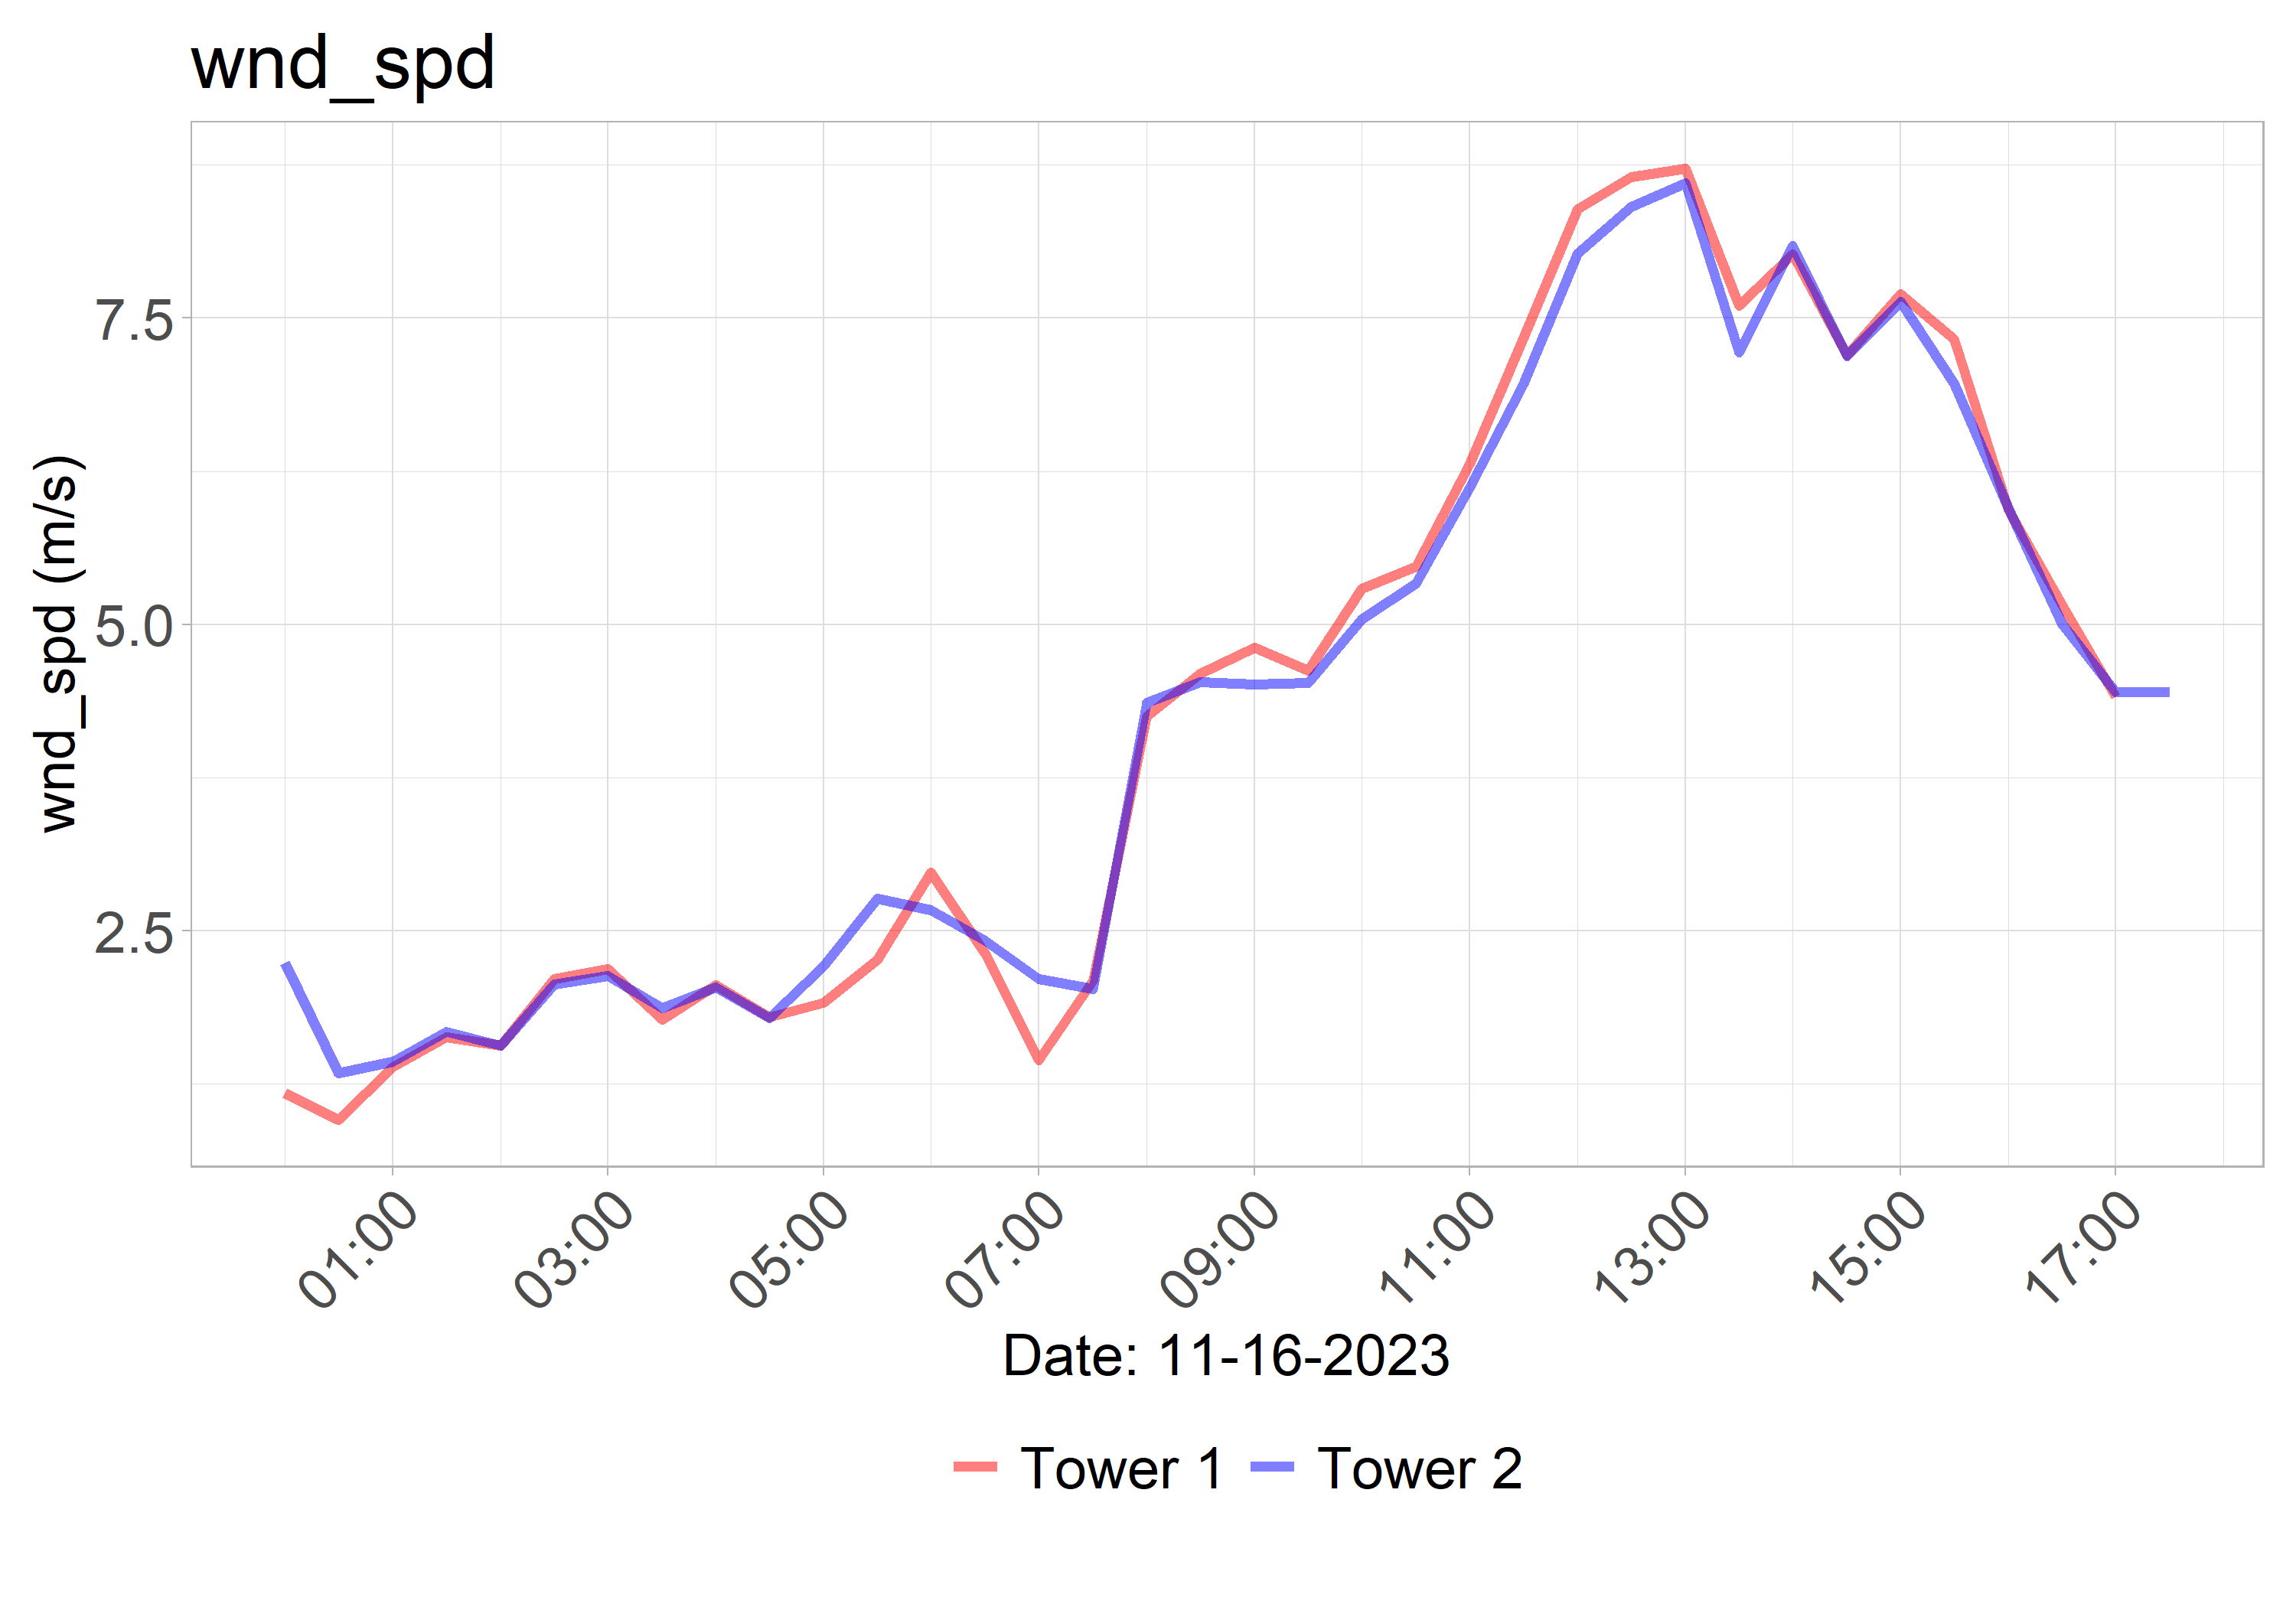 wnd_spd
wnd_spd (m/s)
7.5
5.0
2.5
01:00 03:00 05:00 07:00 09:00 11:00 13:00 15:00 17:00
Date: 11-16-2023
Tower 1 Tower 2